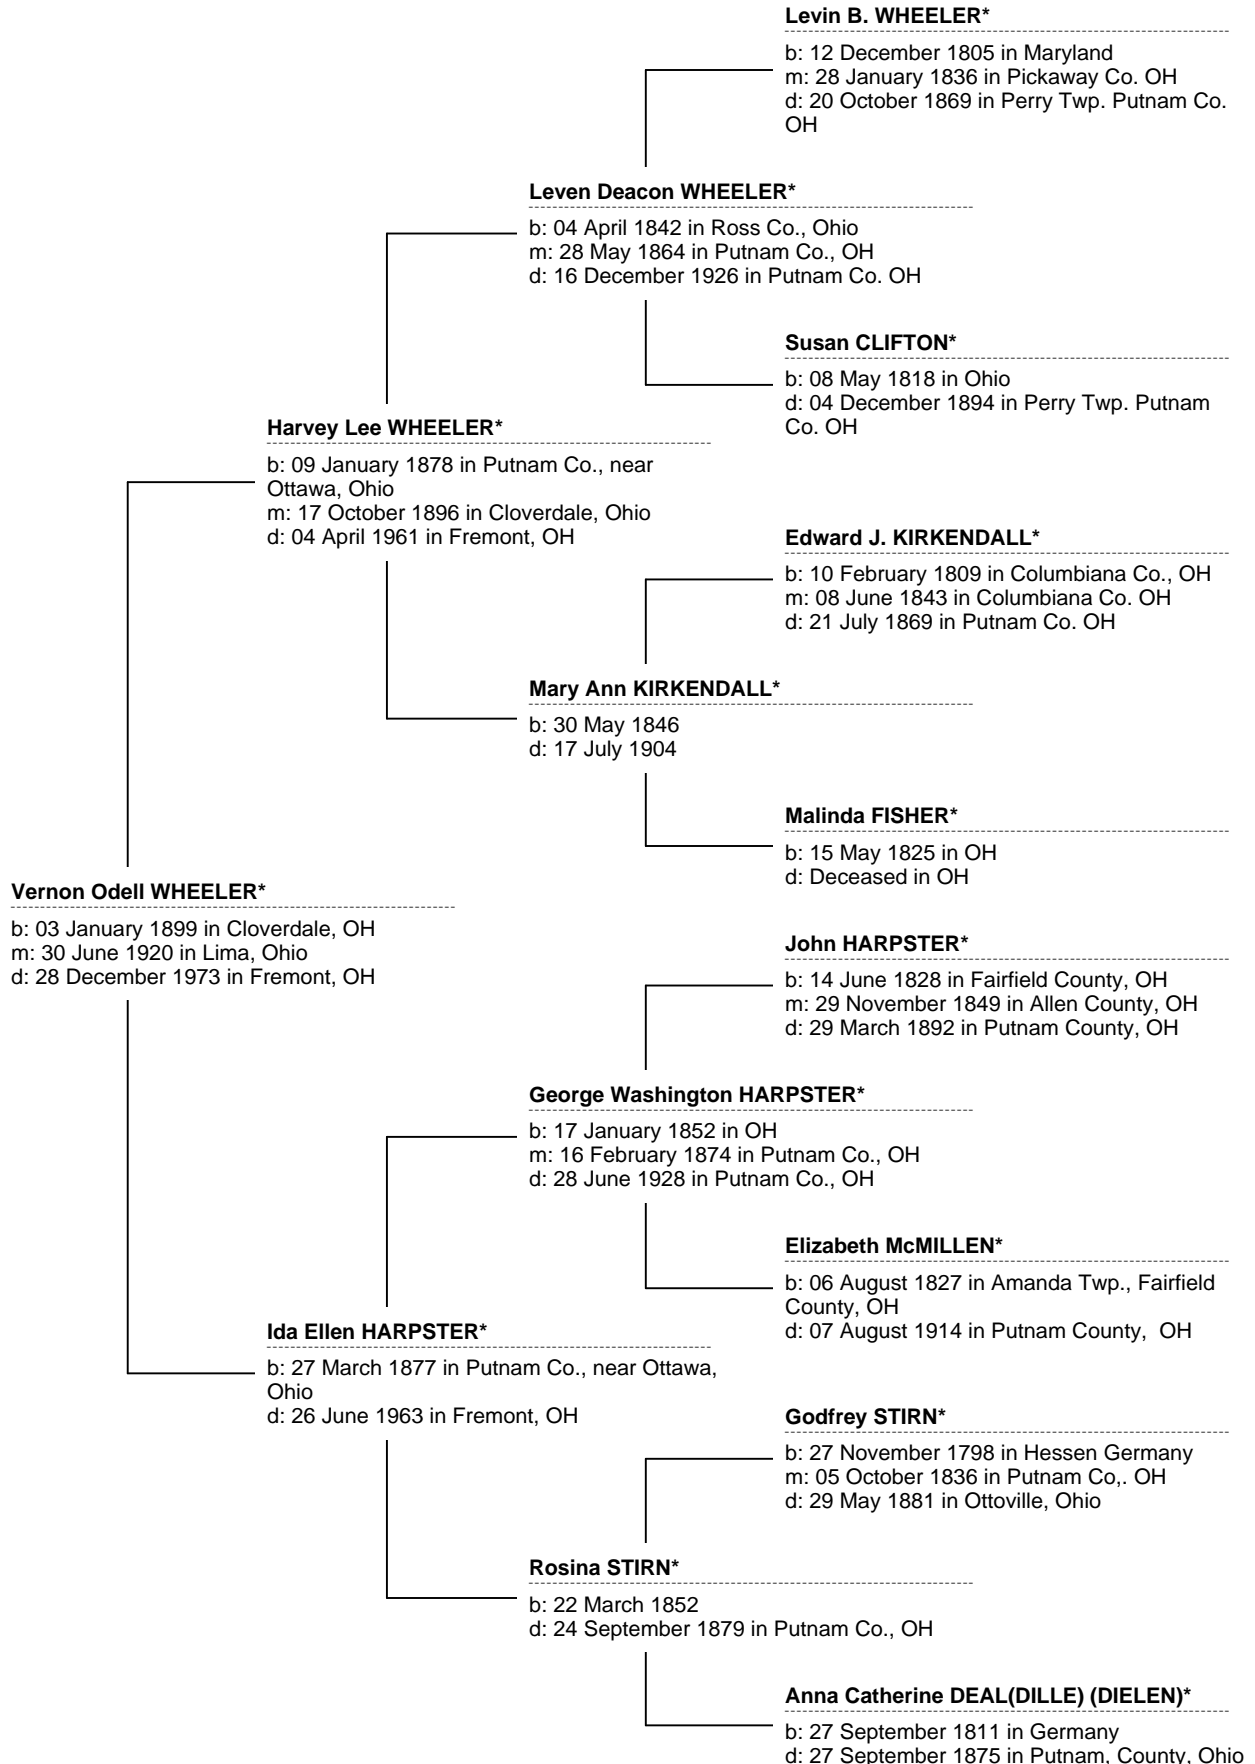 Levin B. WHEELER*
b: 12 December 1805 in Maryland
m: 28 January 1836 in Pickaway Co. OH
d: 20 October 1869 in Perry Twp. Putnam Co.
OH
Leven Deacon WHEELER*
b: 04 April 1842 in Ross Co., Ohio
m: 28 May 1864 in Putnam Co., OH
d: 16 December 1926 in Putnam Co. OH
Susan CLIFTON*
b: 08 May 1818 in Ohio
d: 04 December 1894 in Perry Twp. Putnam
Co. OH
Harvey Lee WHEELER*
b: 09 January 1878 in Putnam Co., near
Ottawa, Ohio
m: 17 October 1896 in Cloverdale, Ohio
d: 04 April 1961 in Fremont, OH
Edward J. KIRKENDALL*
b: 10 February 1809 in Columbiana Co., OH
m: 08 June 1843 in Columbiana Co. OH
d: 21 July 1869 in Putnam Co. OH
Mary Ann KIRKENDALL*
b: 30 May 1846
d: 17 July 1904
Malinda FISHER*
b: 15 May 1825 in OH
d: Deceased in OH
Vernon Odell WHEELER*
b: 03 January 1899 in Cloverdale, OH
m: 30 June 1920 in Lima, Ohio
d: 28 December 1973 in Fremont, OH
John HARPSTER*
b: 14 June 1828 in Fairfield County, OH
m: 29 November 1849 in Allen County, OH
d: 29 March 1892 in Putnam County, OH
George Washington HARPSTER*
b: 17 January 1852 in OH
m: 16 February 1874 in Putnam Co., OH
d: 28 June 1928 in Putnam Co., OH
Elizabeth McMILLEN*
b: 06 August 1827 in Amanda Twp., Fairfield
County, OH
d: 07 August 1914 in Putnam County,  OH
Ida Ellen HARPSTER*
b: 27 March 1877 in Putnam Co., near Ottawa,
Ohio
d: 26 June 1963 in Fremont, OH
Godfrey STIRN*
b: 27 November 1798 in Hessen Germany
m: 05 October 1836 in Putnam Co,. OH
d: 29 May 1881 in Ottoville, Ohio
Rosina STIRN*
b: 22 March 1852
d: 24 September 1879 in Putnam Co., OH
Anna Catherine DEAL(DILLE) (DIELEN)*
b: 27 September 1811 in Germany
d: 27 September 1875 in Putnam, County, Ohio